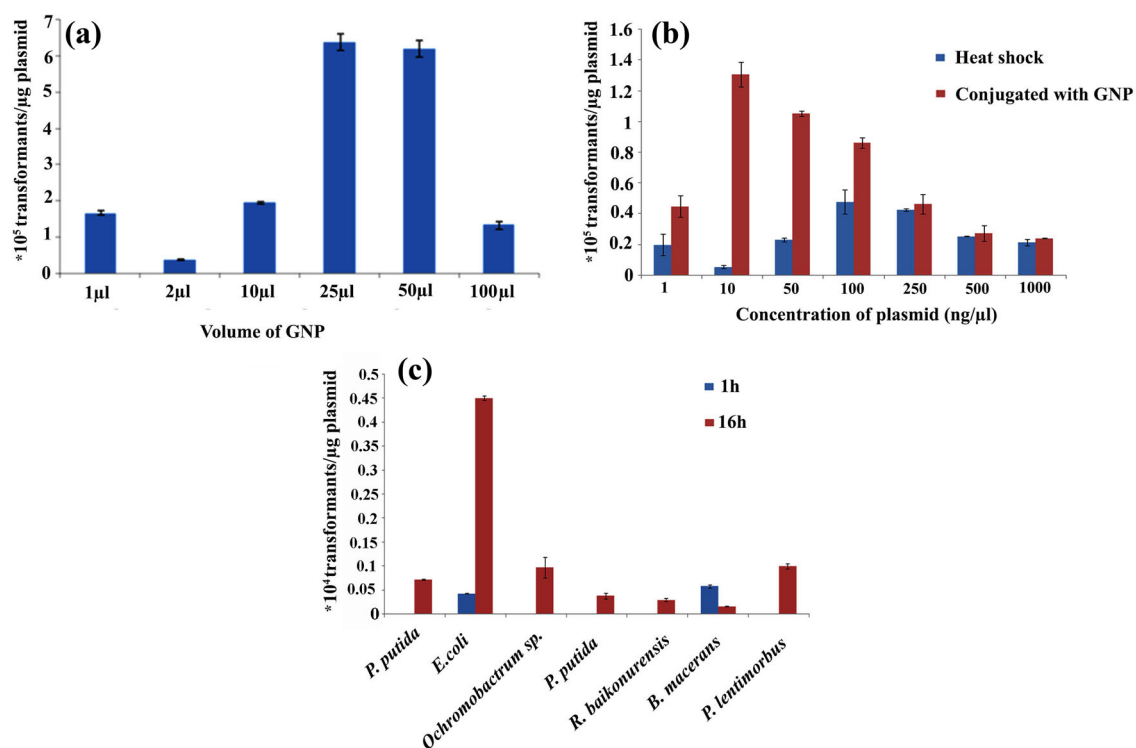 (a)
*10⁵ transformants/µg plasmid
7
6
5
4
3
2
1
0
1µl 2µl 10µl 25µl 50µl 100µl
Volume of GNP
(b)
*10⁵ transformants/µg plasmid
1.6
1.4
1.2
1
0.8
0.6
0.4
0.2
0
Heat shock
Conjugated with GNP
1 10 50 100 250 500 1000
Concentration of plasmid (ng/µl)
(c)
*10⁴ transformants/µg plasmid
0.5
0.45
0.4
0.35
0.3
0.25
0.2
0.15
0.1
0.05
0
1h
16h
P. putida
E.coli
Ochromobactrum sp.
P. putida
R. baikonurensis
B. macerans
P. lentimorbus